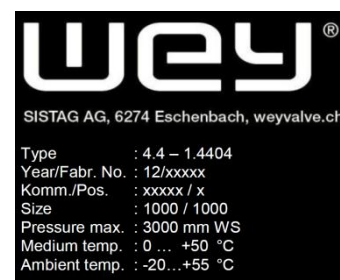 wey®
SISTAG AG, 6274 Eschenbach, weyvalve.ch
Type : 4.4 – 1.4404
Year/Fabr. No. : 12/xxxxx
Komm./Pos. : xxxxx / x
Size : 1000 / 1000
Pressure max. : 3000 mm WS
Medium temp. : 0 ... +50 °C
Ambient temp. : -20...+55 °C